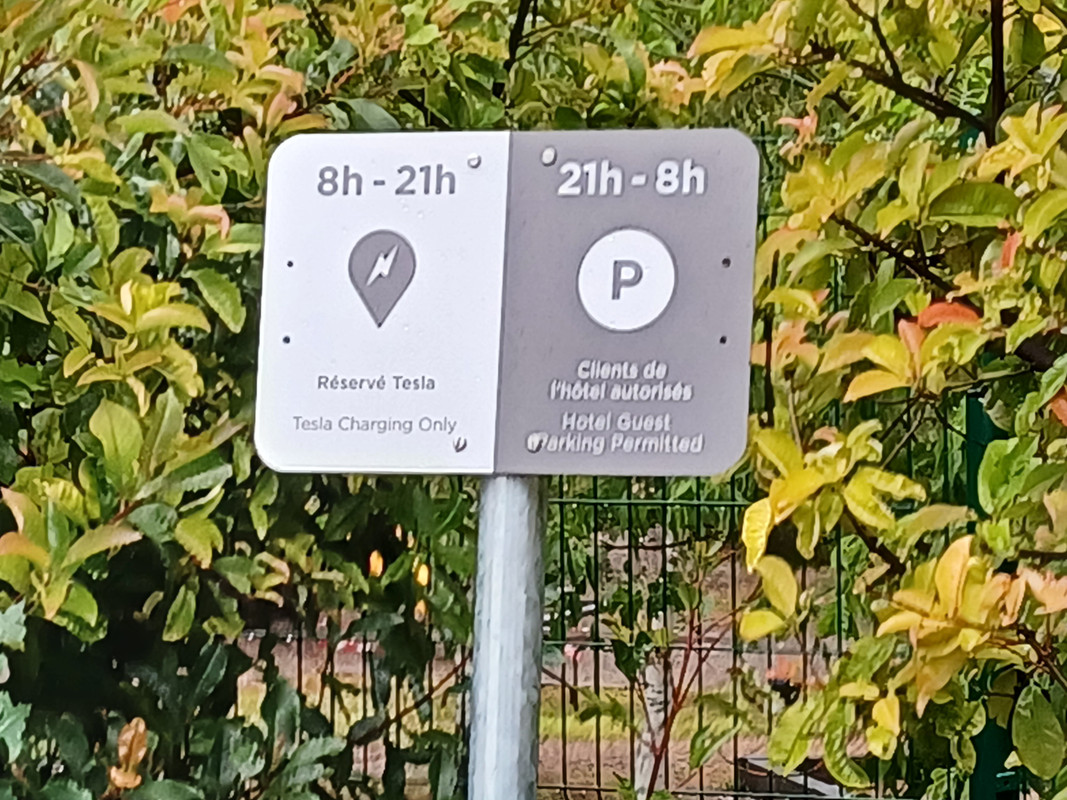 8h - 21h
Réservé Tesla
Tesla Charging Only
21h - 8h
P
Clients de
l'hôtel autorisés
Hotel Guest
Parking Permitted